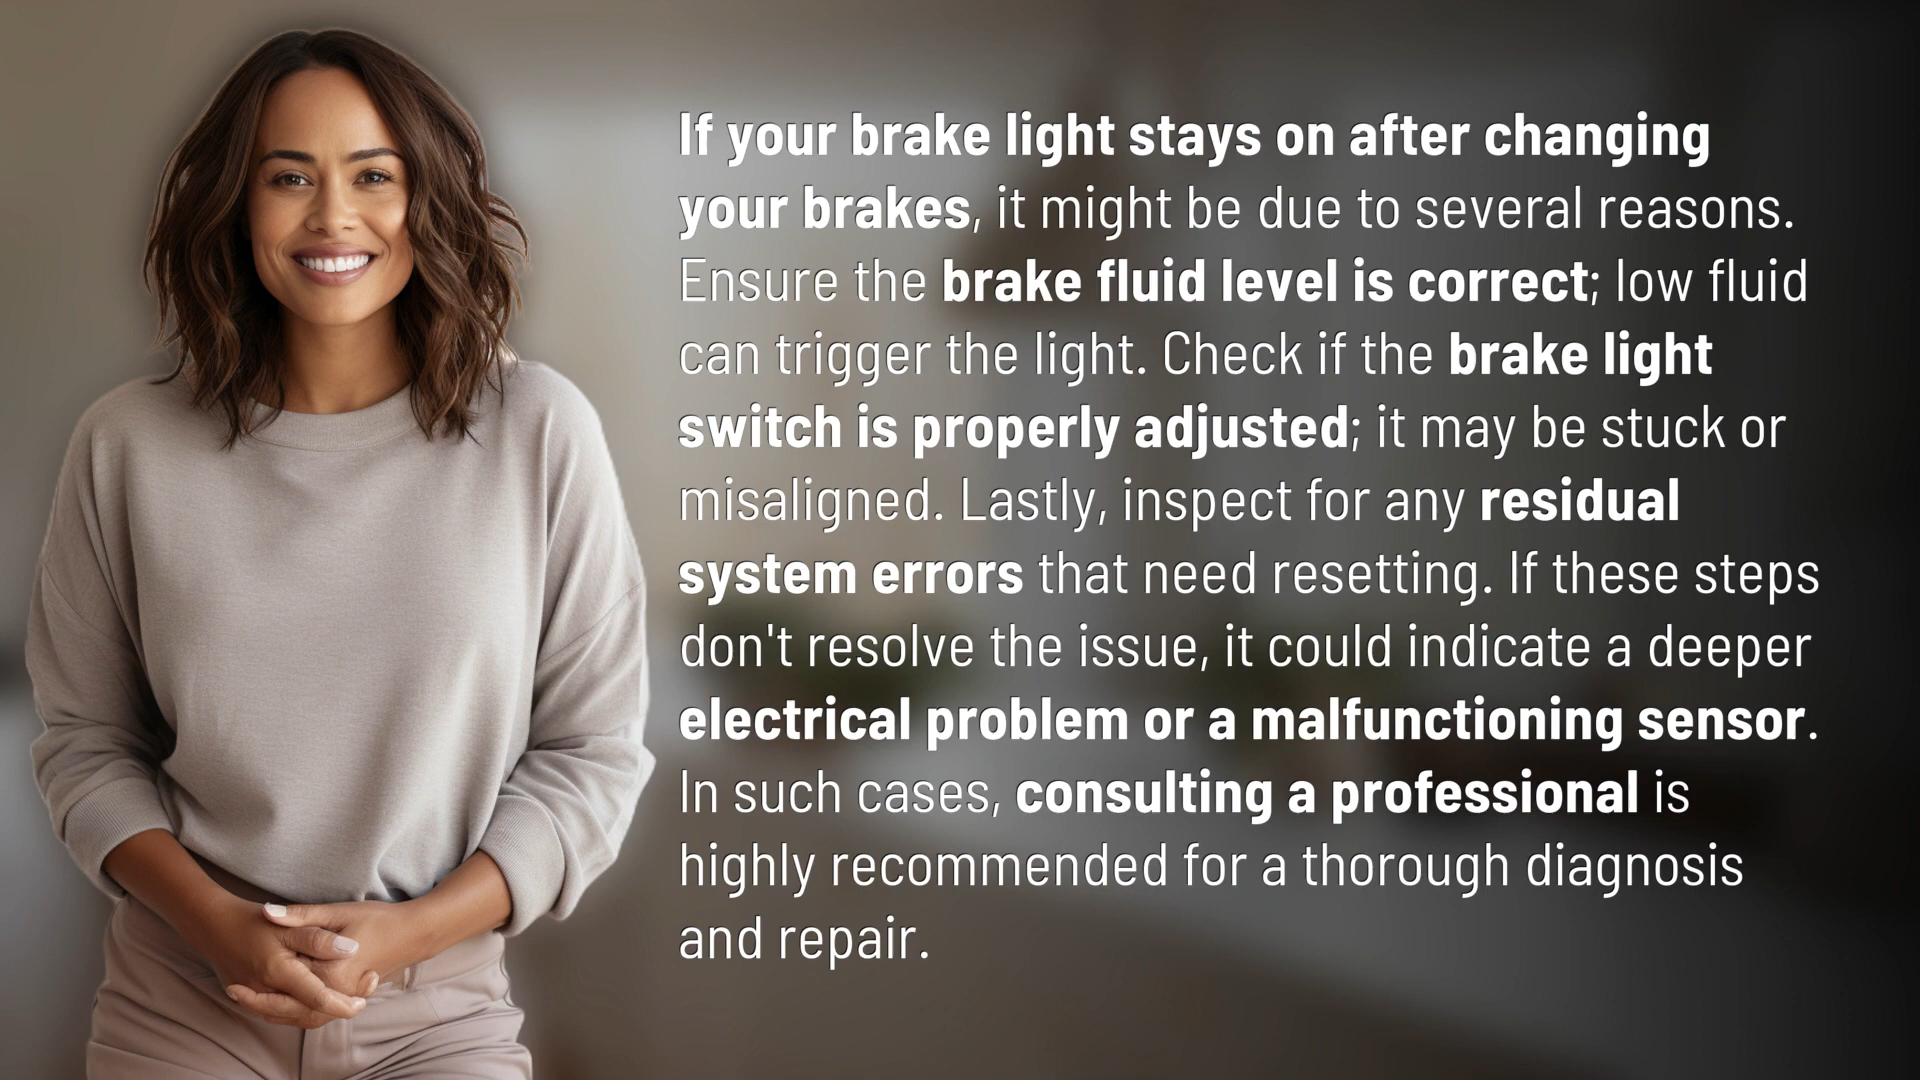 If your brake light stays on after changing
your brakes, it might be due to several reasons.
Ensure the brake fluid level is correct; low fluid
can trigger the light. Check if the brake light
switch is properly adjusted; it may be stuck or
misaligned. Lastly, inspect for any residual
system errors that need resetting. If these steps
don't resolve the issue, it could indicate a deeper
electrical problem or a malfunctioning sensor.
In such cases, consulting a professional is
highly recommended for a thorough diagnosis
and repair.